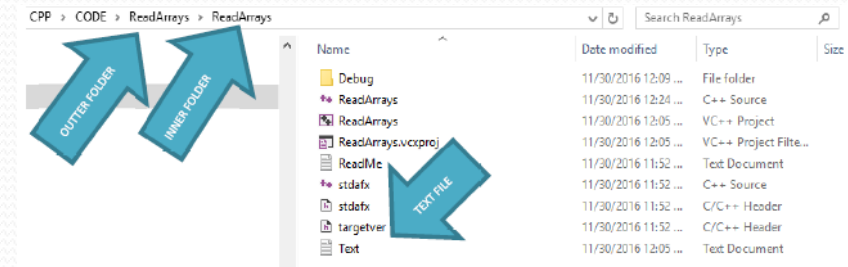 CPP > CODE > ReadArrays > ReadArrays Search ReadArrays
OUTTER FOLDER
INNER FOLDER
Name Date modified Type Size
Debug 11/30/2016 12:09 ... File folder
ReadArrays 11/30/2016 12:24 ... C++ Source
ReadArrays 11/30/2016 12:05 ... VC++ Project
ReadArrays.vcxproj 11/30/2016 12:05 ... VC++ Project Filte...
ReadMe 11/30/2016 11:52 ... Text Document
stdafx 11/30/2016 11:52 ... C++ Source
stdafx 11/30/2016 11:52 ... C/C++ Header
targetver 11/30/2016 11:52 ... C/C++ Header
Text 11/30/2016 12:05 ... Text Document
TEXT FILE